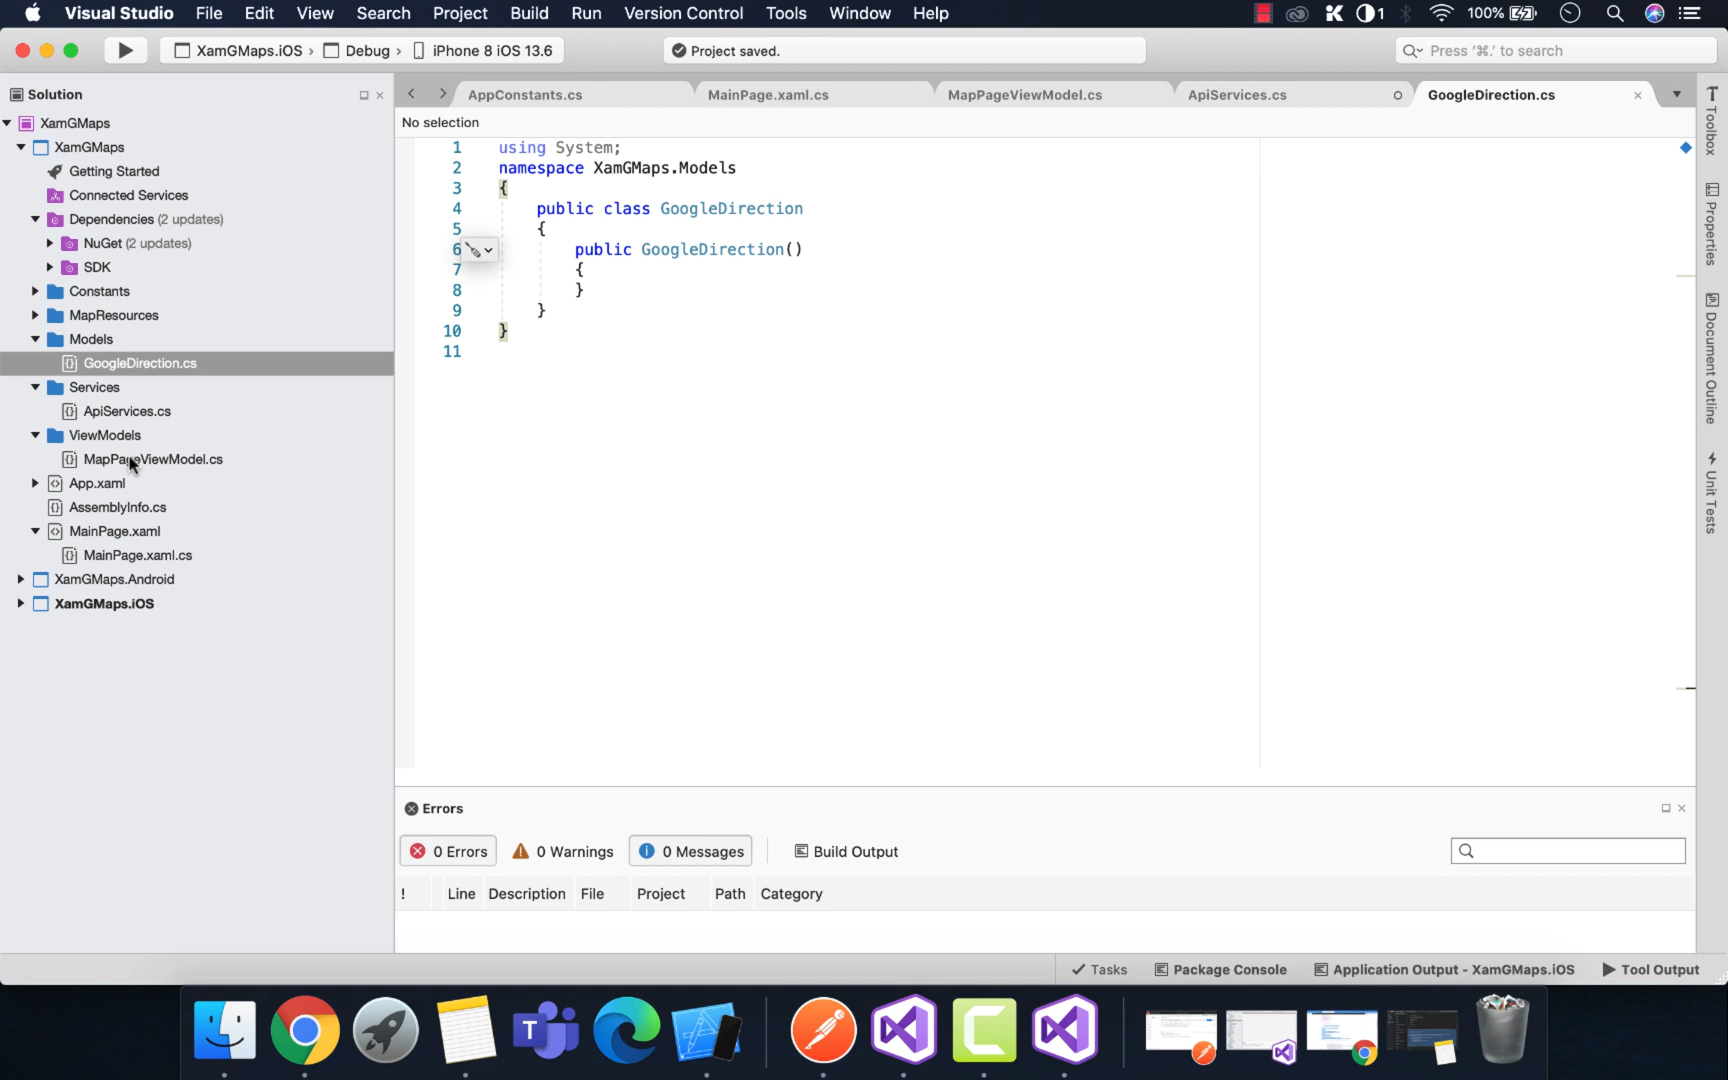 Visual Studio File Edit View Search Project Build Run Version Control Tools Window Help 1 100%
XamGMaps.iOS › Debug › iPhone 8 iOS 13.6 Project saved. Press '⌘.' to search
Solution
XamGMaps
XamGMaps
Getting Started
Connected Services
Dependencies (2 updates)
NuGet (2 updates)
SDK
Constants
MapResources
Models
GoogleDirection.cs
Services
ApiServices.cs
ViewModels
MapPageViewModel.cs
App.xaml
AssemblyInfo.cs
MainPage.xaml
MainPage.xaml.cs
XamGMaps.Android
XamGMaps.iOS
AppConstants.cs MainPage.xaml.cs MapPageViewModel.cs ApiServices.cs GoogleDirection.cs
No selection
1 using System;
2 namespace XamGMaps.Models
3 {
4 public class GoogleDirection
5 {
6 public GoogleDirection()
7 {
8 }
9 }
10 }
11
Toolbox
Properties
Document Outline
Unit Tests
Errors
0 Errors 0 Warnings 0 Messages Build Output
! Line Description File Project Path Category
Tasks Package Console Application Output - XamGMaps.iOS Tool Output